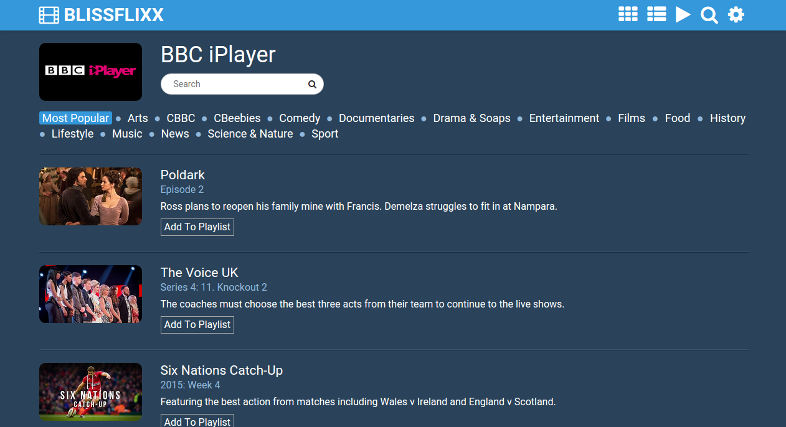 BLISSFLIXX
BBC iPlayer
BBC iPlayer
Search
Most Popular • Arts • CBBC • CBeebies • Comedy • Documentaries • Drama & Soaps • Entertainment • Films • Food • History
• Lifestyle • Music • News • Science & Nature • Sport
Poldark
Episode 2
Ross plans to reopen his family mine with Francis. Demelza struggles to fit in at Nampara.
Add To Playlist
The Voice UK
Series 4: 11. Knockout 2
The coaches must choose the best three acts from their team to continue to the live shows.
Add To Playlist
SIX NATIONS
CATCH-UP
Six Nations Catch-Up
2015: Week 4
Featuring the best action from matches including Wales v Ireland and England v Scotland.
Add To Playlist